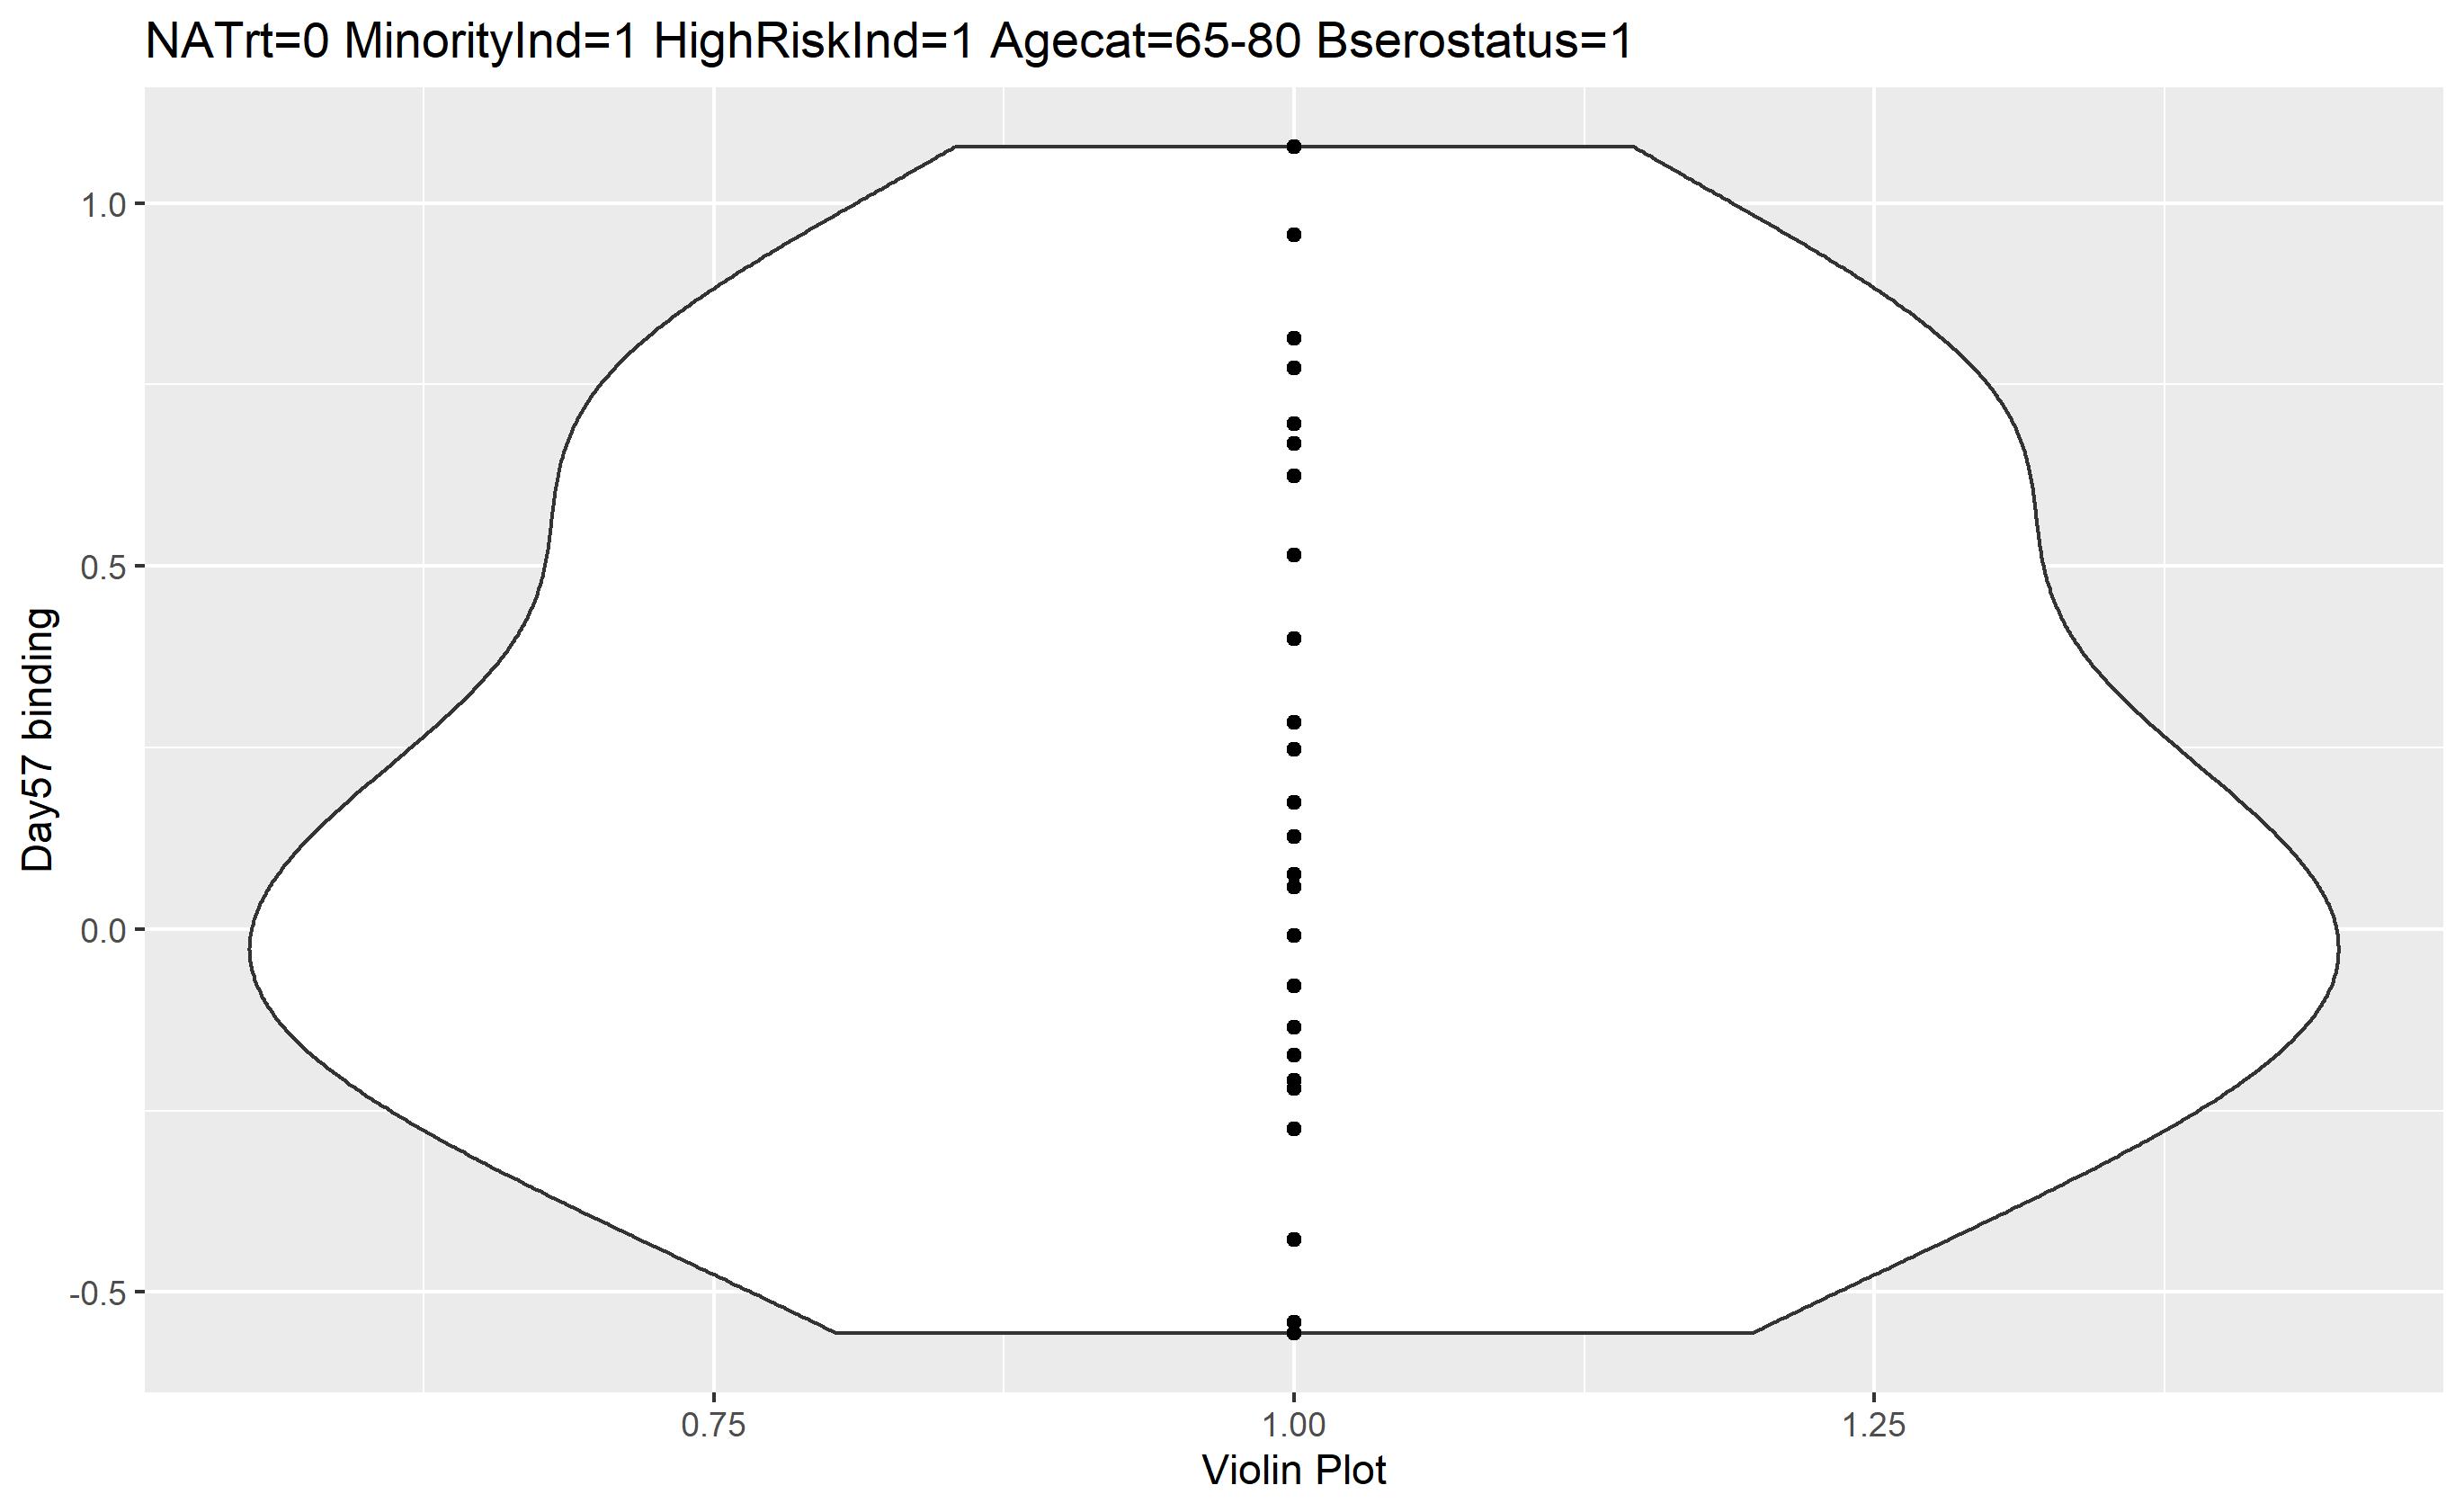 NATrt=0 MinorityInd=1 HighRiskInd=1 Agecat=65-80 Bserostatus=1
1.0
0.5
0.0
-0.5
Day57 binding
0.75 1.00 1.25
Violin Plot